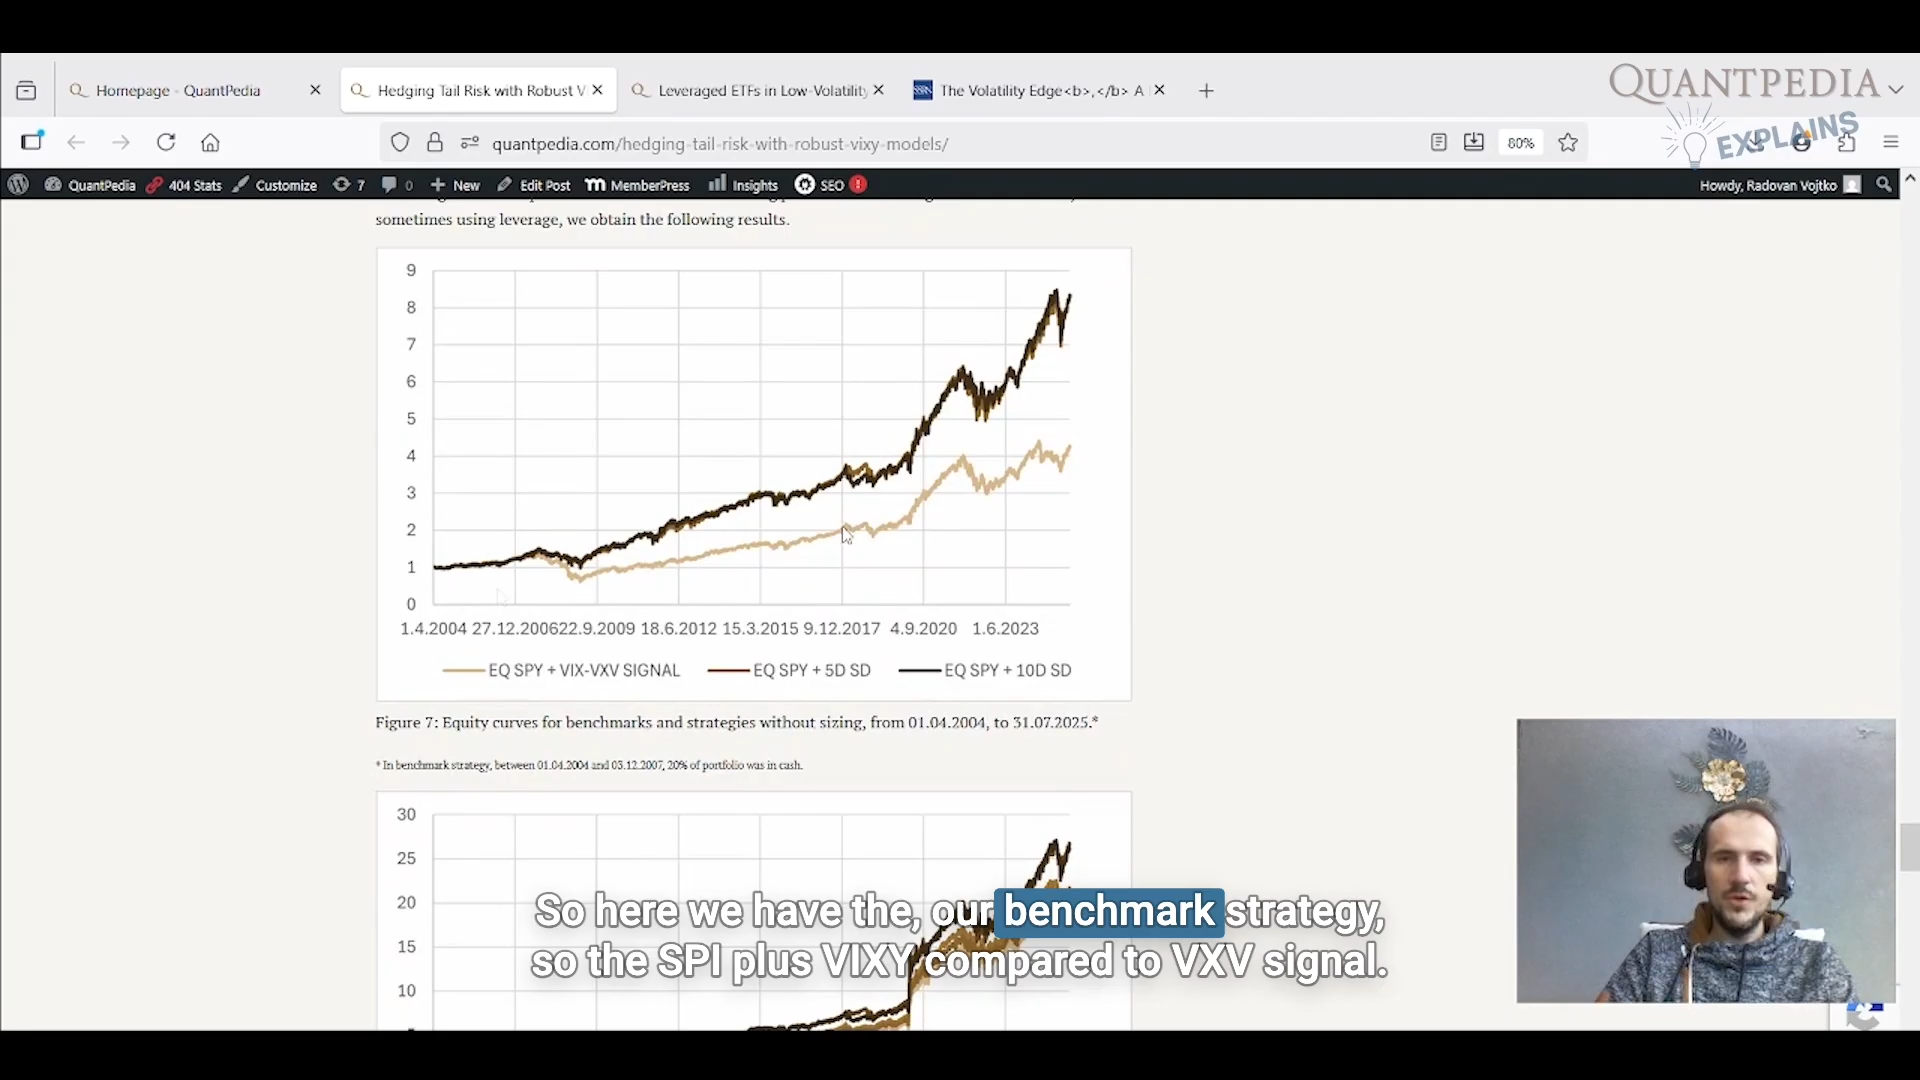 Homepage - QuantPedia
Hedging Tail Risk with Robust V
Leveraged ETFs in Low-Volatility
SSRN
The Volatility Edge<b>,</b> A
QUANTPEDIA
EXPLAINS
quantpedia.com/hedging-tail-risk-with-robust-vixy-models/
80%
QuantPedia
404 Stats
Customize
7
0
New
Edit Post
MemberPress
Insights
SEO
!
Howdy, Radovan Vojtko
sometimes using leverage, we obtain the following results.
9
8
7
6
5
4
3
2
1
0
1.4.2004 27.12.2006 22.9.2009 18.6.2012 15.3.2015 9.12.2017 4.9.2020 1.6.2023
EQ SPY + VIX-VXV SIGNAL
EQ SPY + 5D SD
EQ SPY + 10D SD
Figure 7: Equity curves for benchmarks and strategies without sizing, from 01.04.2004, to 31.07.2025.*
* In benchmark strategy, between 01.04.2004 and 03.12.2007, 20% of portfolio was in cash.
30
25
20
15
10
So here we have the, our benchmark strategy,
so the SPI plus VIXY compared to VXV signal.